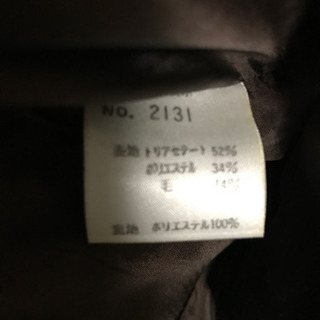 NO. 2131
表地 トリアセテート 52%
ポリエステル 34%
毛 14%
裏地 ポリエステル100%